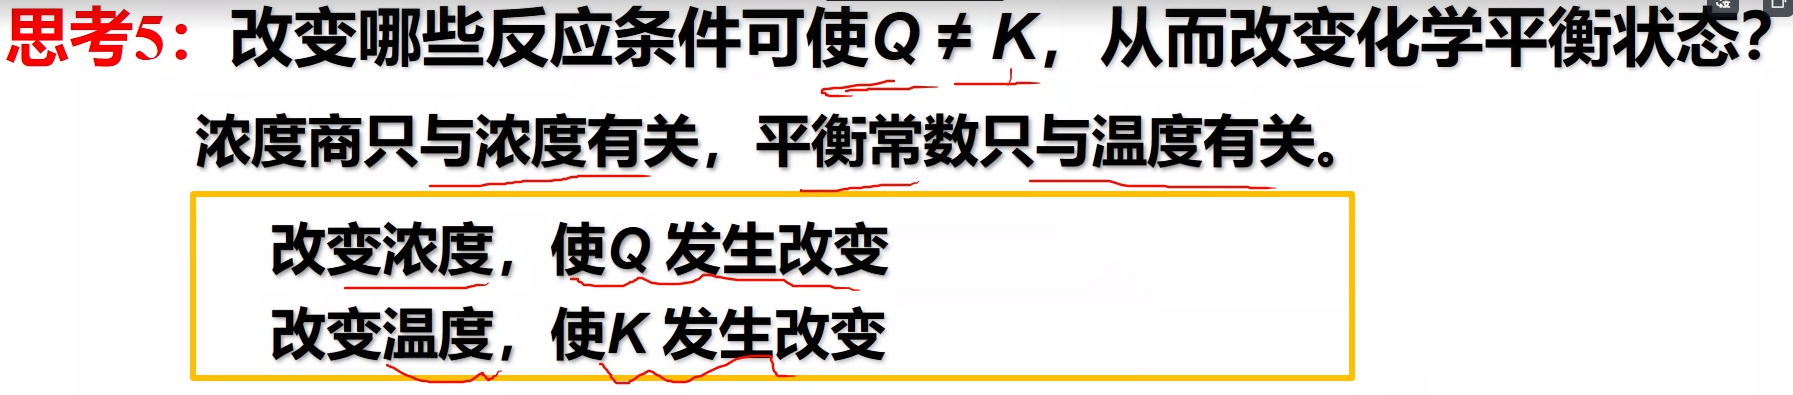 思考5：改变哪些反应条件可使Q ≠ K，从而改变化学平衡状态?
浓度商只与浓度有关，平衡常数只与温度有关。
改变浓度，使Q 发生改变
改变温度，使K 发生改变